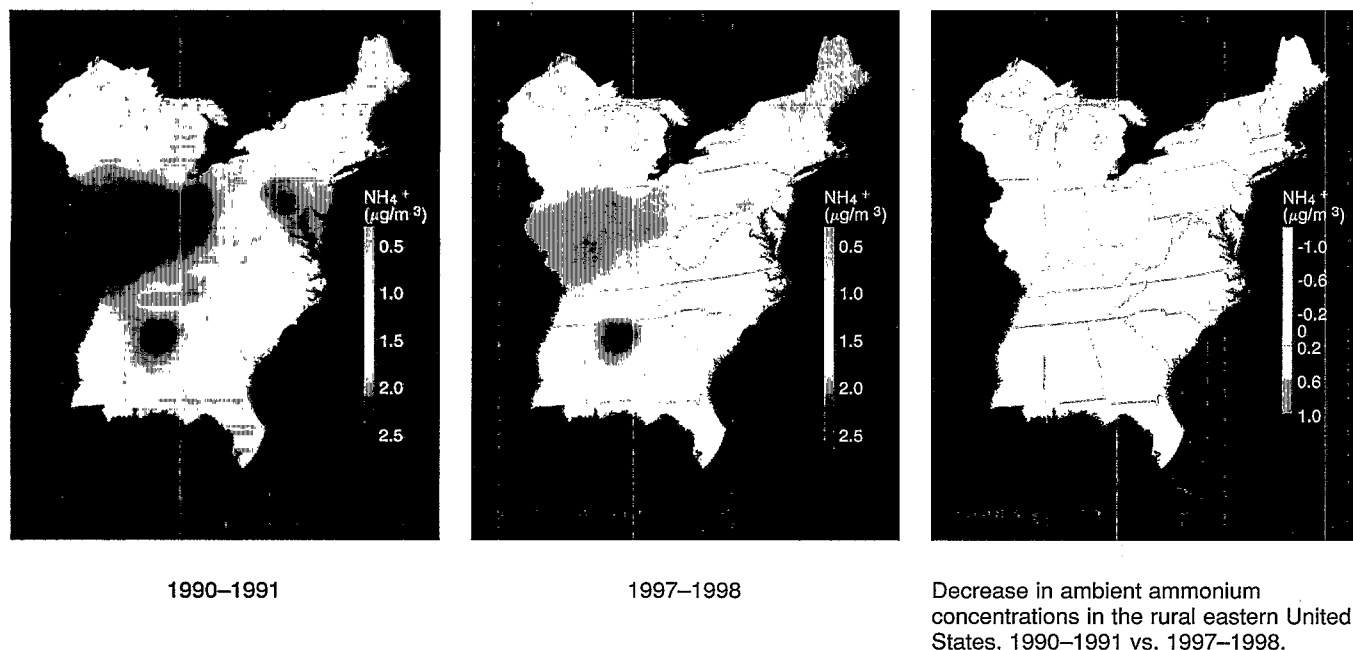 NH₄⁺
(μg/m³)
0.5
1.0
1.5
2.0
2.5
NH₄⁺
(μg/m³)
0.5
1.0
1.5
2.0
2.5
NH₄⁺
(μg/m³)
-1.0
-0.6
-0.2
0
0.2
0.6
1.0
1990–1991
1997–1998
Decrease in ambient ammonium
concentrations in the rural eastern United
States, 1990–1991 vs. 1997–1998.